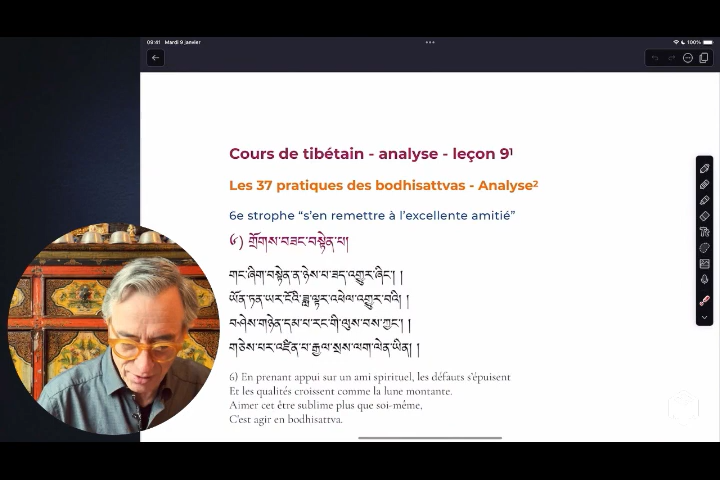 09:41 Mardi 9 janvier
100%
Cours de tibétain - analyse - leçon 9¹
Les 37 pratiques des bodhisattvas - Analyse²
6e strophe “s’en remettre à l’excellente amitié”
༦) གྲོགས་བཟང་བསྟེན་པ།
གང་ཞིག་བསྟེན་ན་ཉེས་པ་ཟད་འགྱུར་ཞིང་། །
ཡོན་ཏན་ཡར་ངོའི་ཟླ་ལྟར་འཕེལ་འགྱུར་བའི། །
བཤེས་གཉེན་དམ་པ་རང་གི་ལུས་བས་ཀྱང་། །
གཅེས་པར་འཛིན་པ་རྒྱལ་སྲས་ལག་ལེན་ཡིན། །
6) En prenant appui sur un ami spirituel, les défauts s’épuisent
Et les qualités croissent comme la lune montante.
Aimer cet être sublime plus que soi-même,
C’est agir en bodhisattva.